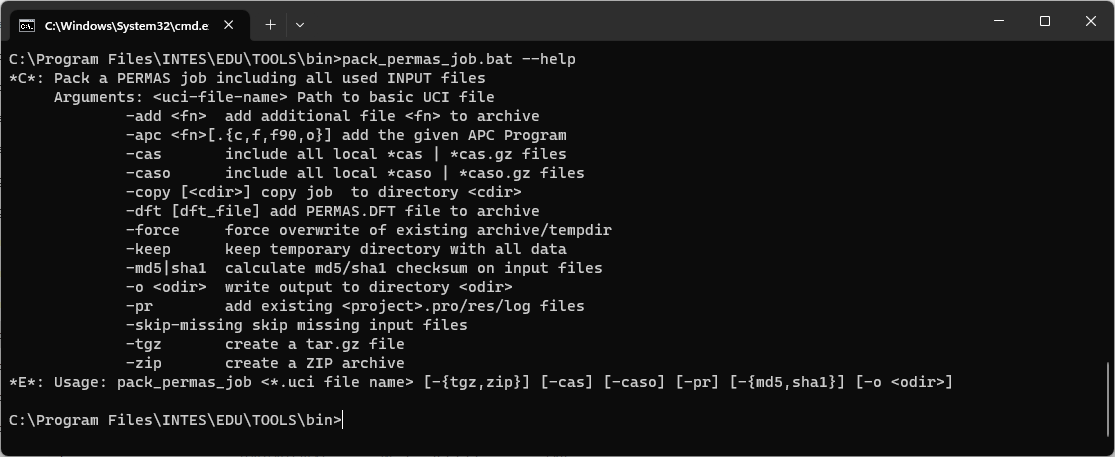 C:\Windows\System32\cmd.e
C:\Program Files\INTES\EDU\TOOLS\bin>pack_permas_job.bat --help
*C*: Pack a PERMAS job including all used INPUT files
     Arguments: <uci-file-name> Path to basic UCI file
             -add <fn>  add additional file <fn> to archive
             -apc <fn>[.{c,f,f90,o}] add the given APC Program
             -cas       include all local *cas | *cas.gz files
             -caso      include all local *caso | *caso.gz files
             -copy [<cdir>] copy job  to directory <cdir>
             -dft [dft_file] add PERMAS.DFT file to archive
             -force     force overwrite of existing archive/tempdir
             -keep      keep temporary directory with all data
             -md5|sha1  calculate md5/sha1 checksum on input files
             -o <odir>  write output to directory <odir>
             -pr        add existing <project>.pro/res/log files
             -skip-missing skip missing input files
             -tgz       create a tar.gz file
             -zip       create a ZIP archive
*E*: Usage: pack_permas_job <*.uci file name> [-{tgz,zip}] [-cas] [-caso] [-pr] [-{md5,sha1}] [-o <odir>]
C:\Program Files\INTES\EDU\TOOLS\bin>